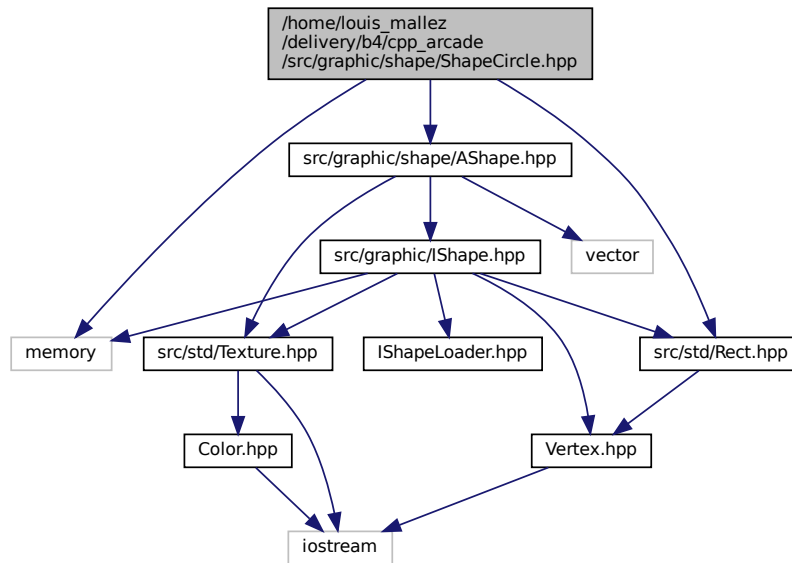 /home/louis_mallez
/delivery/b4/cpp_arcade
/src/graphic/shape/ShapeCircle.hpp
src/graphic/shape/AShape.hpp
src/graphic/IShape.hpp
vector
memory
src/std/Texture.hpp
IShapeLoader.hpp
src/std/Rect.hpp
Color.hpp
Vertex.hpp
iostream